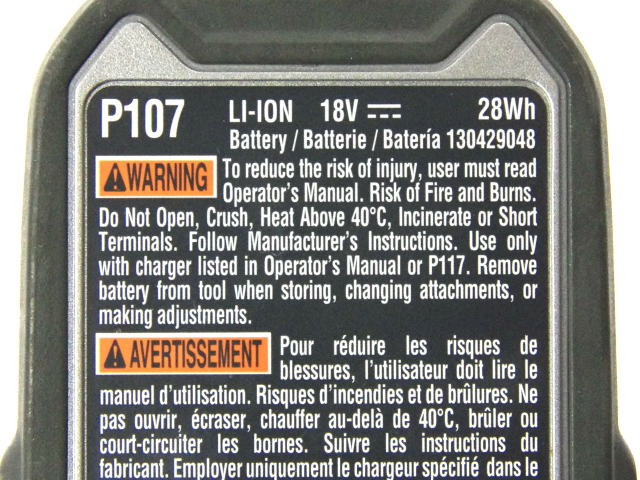 P107 LI-ION 18V 28Wh
Battery / Batterie / Batería 130429048
WARNING To reduce the risk of injury, user must read
Operator's Manual. Risk of Fire and Burns.
Do Not Open, Crush, Heat Above 40°C, Incinerate or Short
Terminals. Follow Manufacturer's Instructions. Use only
with charger listed in Operator's Manual or P117. Remove
battery from tool when storing, changing attachments, or
making adjustments.
AVERTISSEMENT Pour réduire les risques de
blessures, l'utilisateur doit lire le
manuel d'utilisation. Risques d'incendies et de brûlures. Ne
pas ouvrir, écraser, chauffer au-delà de 40°C, brûler ou
court-circuiter les bornes. Suivre les instructions du
fabricant. Employer uniquement le chargeur spécifié dans le